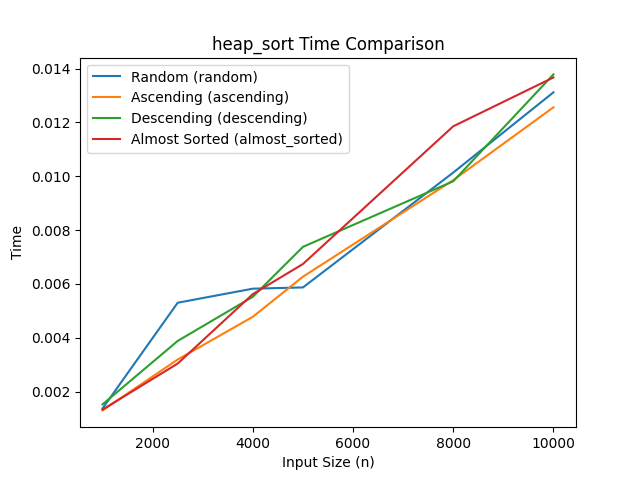 heap_sort Time Comparison
Random (random)
Ascending (ascending)
Descending (descending)
Almost Sorted (almost_sorted)
Time
0.014
0.012
0.010
0.008
0.006
0.004
0.002
2000 4000 6000 8000 10000
Input Size (n)